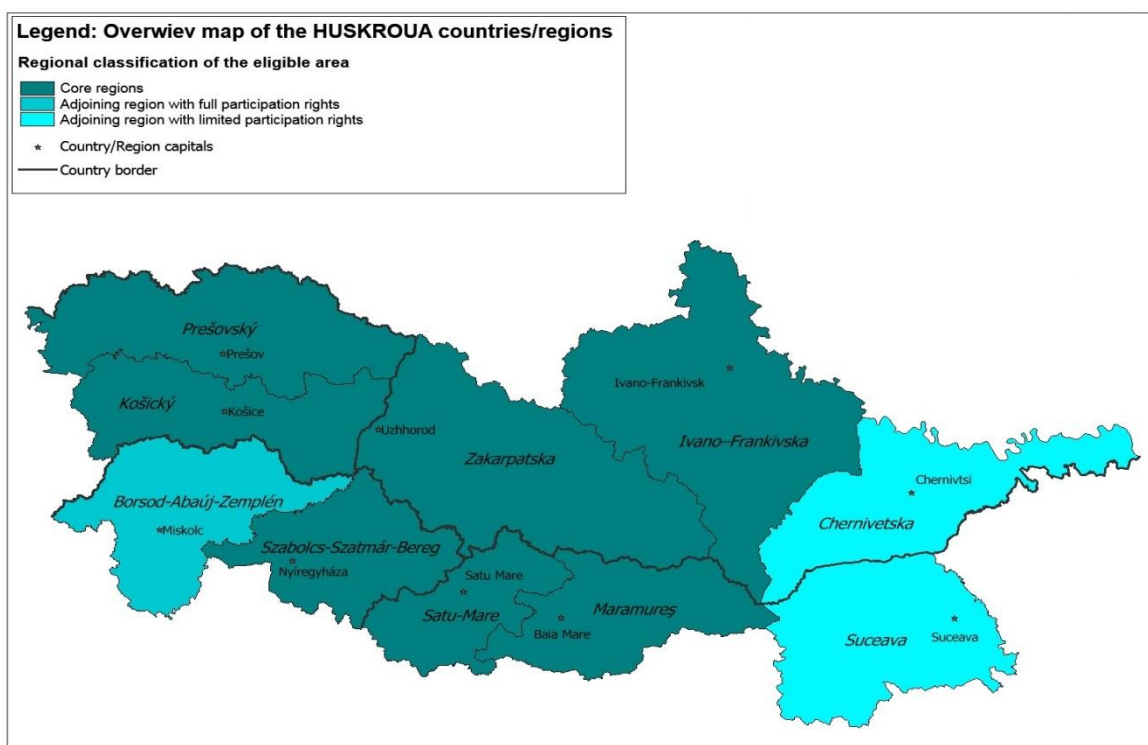 Legend: Overwiev map of the HUSKROUA countries/regions
Regional classification of the eligible area
Core regions
Adjoining region with full participation rights
Adjoining region with limited participation rights
Country/Region capitals
Country border
Prešovský
Prešov
Košický
Košice
Uzhhorod
Zakarpatska
Ivano-Frankivsk
Ivano–Frankivska
Chernivtsi
Chernivetska
Borsod-Abaúj-Zemplén
Miskolc
Szabolcs-Szatmár-Bereg
Nyíregyháza
Satu Mare
Satu-Mare
Maramureş
Baia Mare
Suceava
Suceava